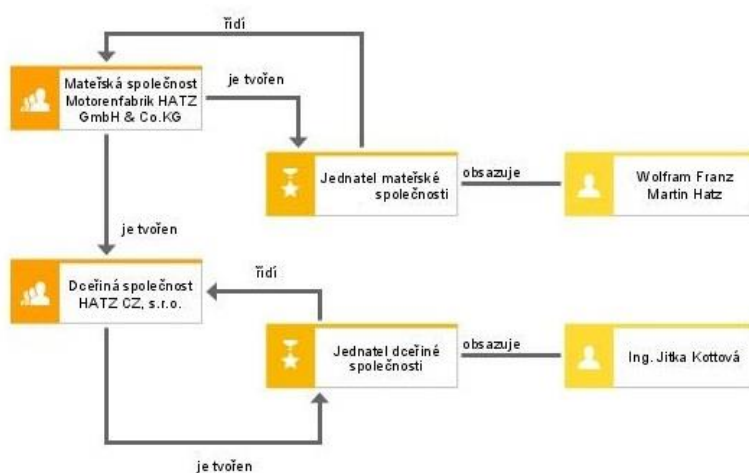 řídí
Mateřská společnost
Motorenfabrik HATZ
GmbH & Co.KG
je tvořen
Jednatel mateřské
společnosti
obsazuje
Wolfram Franz
Martin Hatz
je tvořen
Dceřiná společnost
HATZ CZ, s.r.o.
řídí
Jednatel dceřiné
společnosti
obsazuje
Ing. Jitka Kottová
je tvořen